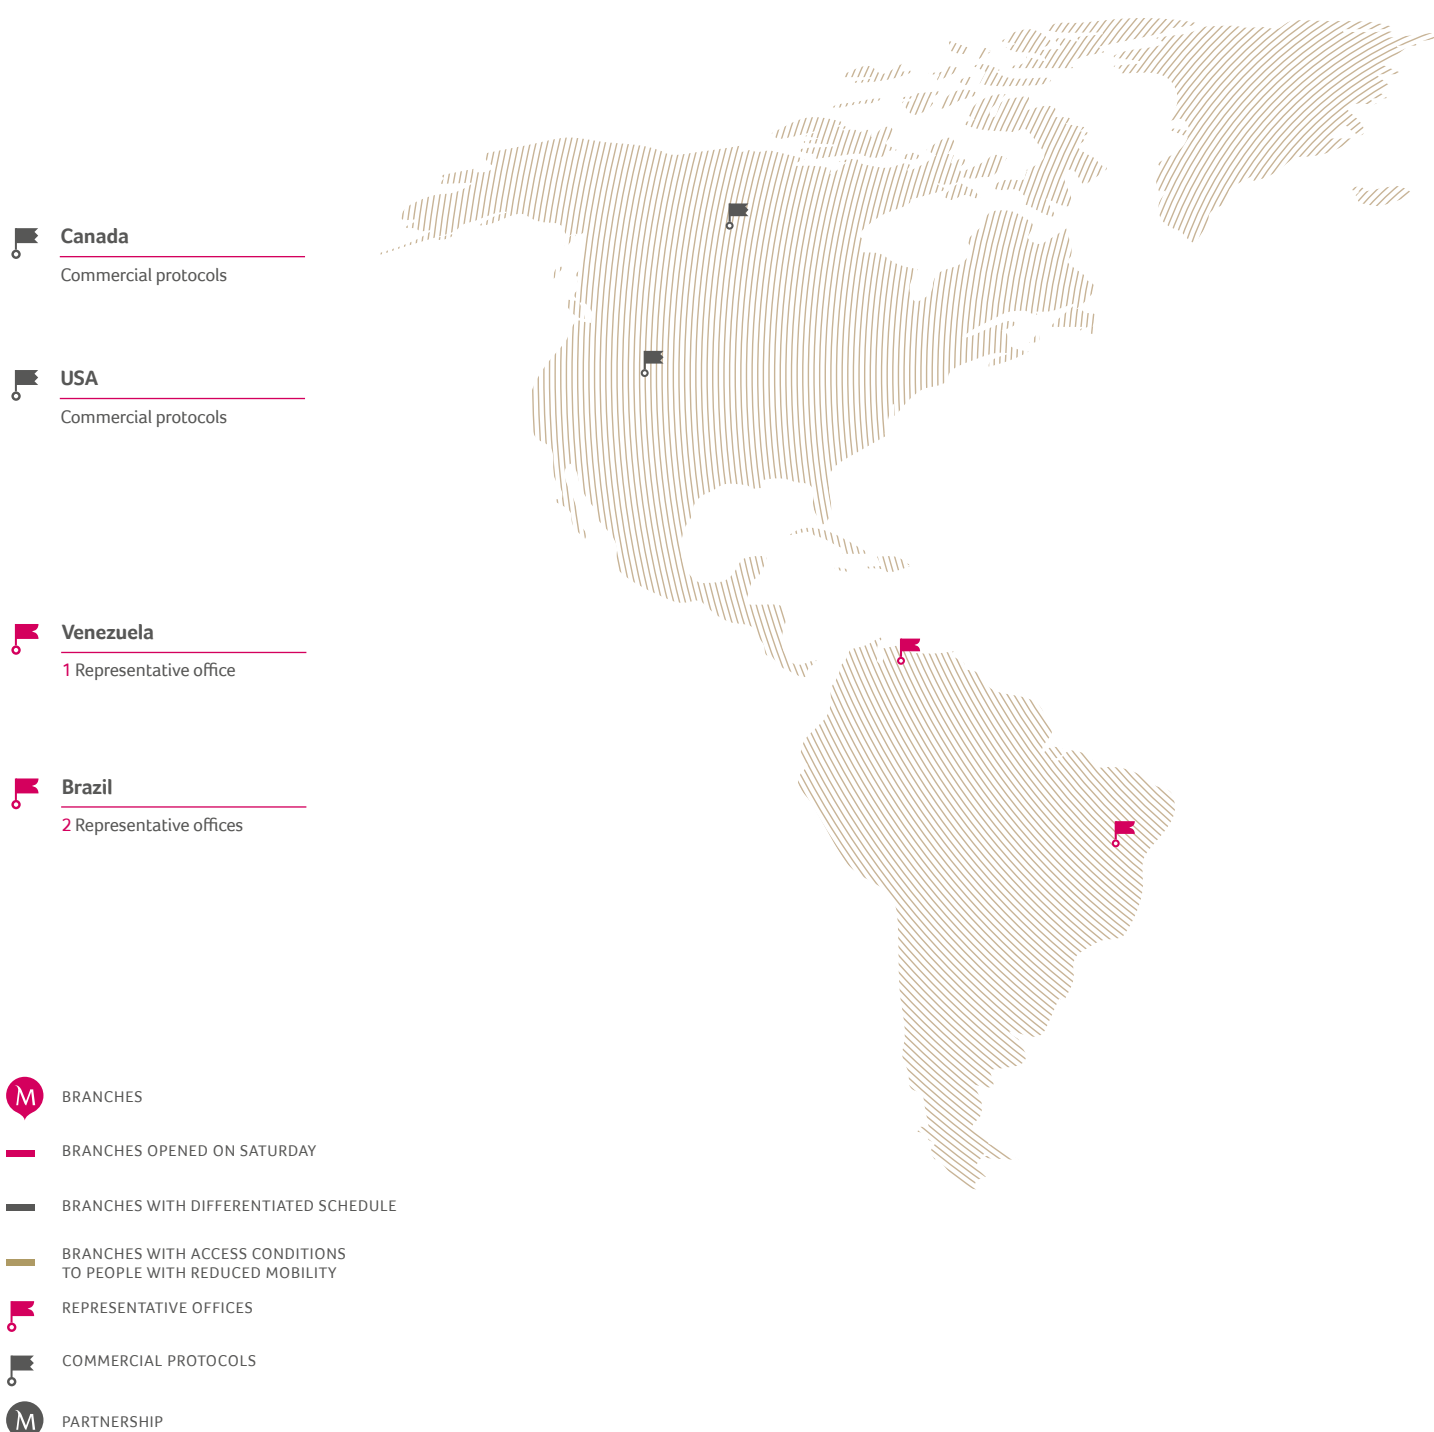 Canada
Commercial protocols
USA
Commercial protocols
Venezuela
1 Representative office
Brazil
2 Representative offices
M BRANCHES
BRANCHES OPENED ON SATURDAY
BRANCHES WITH DIFFERENTIATED SCHEDULE
BRANCHES WITH ACCESS CONDITIONS
TO PEOPLE WITH REDUCED MOBILITY
REPRESENTATIVE OFFICES
COMMERCIAL PROTOCOLS
M PARTNERSHIP